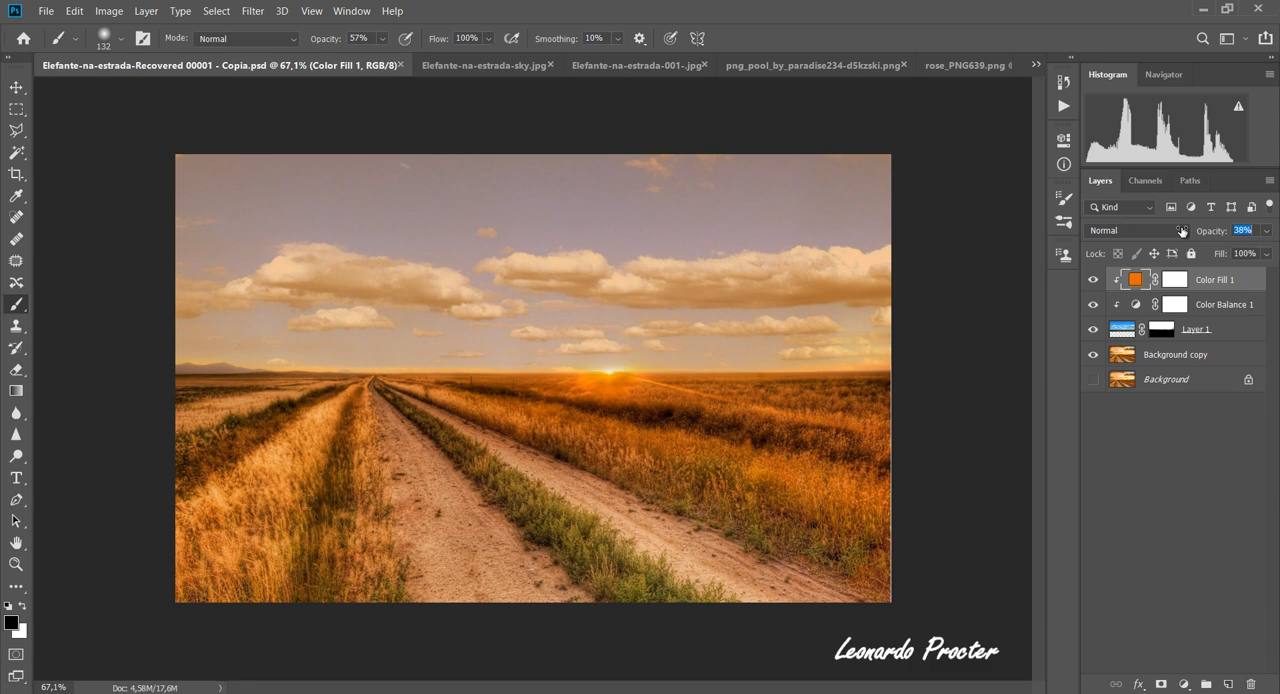 Ps File Edit Image Layer Type Select Filter 3D View Window Help
132 Mode: Normal Opacity: 57% Flow: 100% Smoothing: 10%
Elefante-na-estrada-Recovered 00001 - Copia.psd @ 67,1% (Color Fill 1, RGB/8) Elefante-na-estrada-sky.jpg Elefante-na-estrada-001-.jpg png_pool_by_paradise234-d5kzski.png rose_PNG639.png
Histogram Navigator
Layers Channels Paths
Kind
Normal Opacity: 38%
Lock: Fill: 100%
Color Fill 1
Color Balance 1
Layer 1
Background copy
Background
Leonardo Procter
67,1% Doc: 4,58M/17,6M